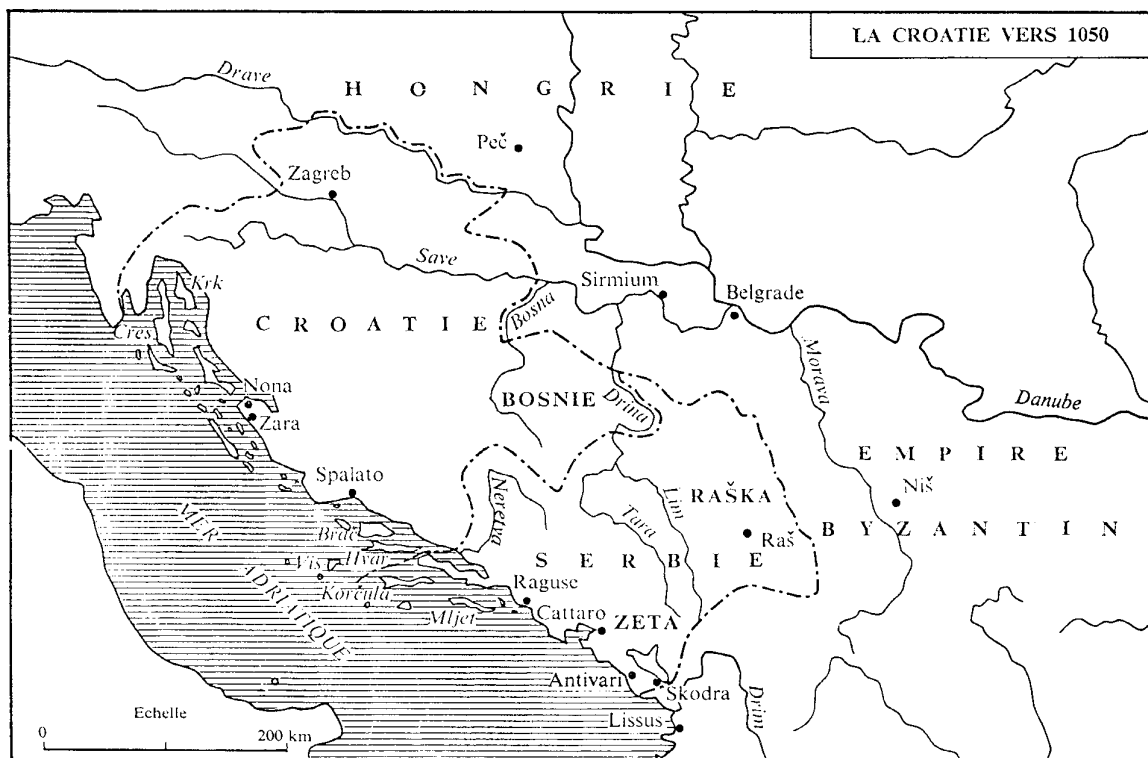 LA CROATIE VERS 1050
Drave
H O N G R I E
Peč
Zagreb
Save
Sirmium
Belgrade
Krk
Bosna
C R O A T I E
Cres
Morava
Nona
Zara
BOSNIE
Drina
Danube
E M P I R E
Spalato
Neretva
Lim
RAŠKA
Niš
MER
Tara
Raš
B Y Z A N T I N
Brač
Vis
Hvar
S E R B I E
Korčula
ADRIATIQUE
Raguse
Mljet
Cattaro
ZETA
Antivari
Skodra
Drim
Lissus
Echelle
0
200 km